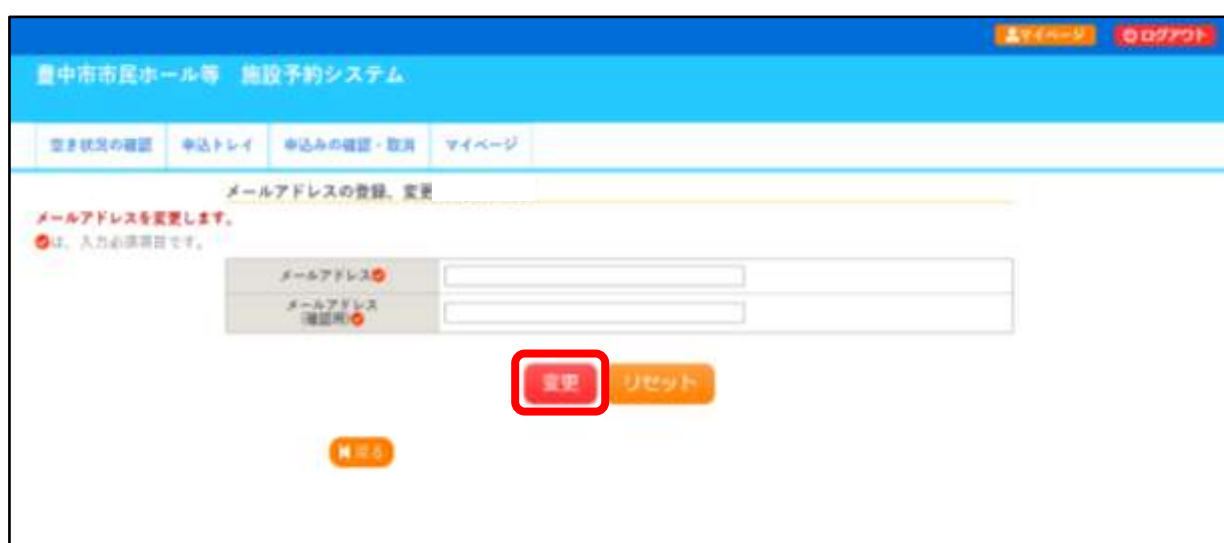 マイページ ログアウト
豊中市市民ホール等 施設予約システム
空き状況の確認 申込トレイ 申込みの確認・取消 マイページ
メールアドレスの登録、変更
メールアドレスを変更します。
は、入力必須項目です。
メールアドレス
メールアドレス
(確認用)
変更 リセット
戻る